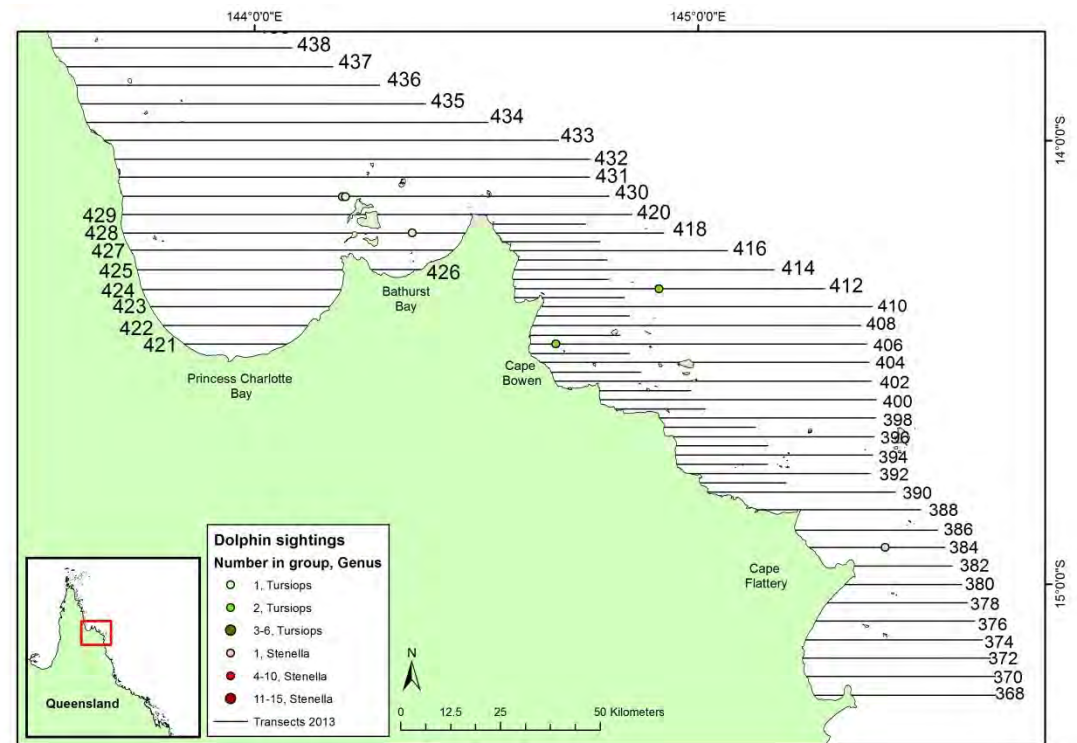 144°0'0"E
145°0'0"E
438
437
436
435
434
433
14°0'0"S
432
431
430
429
420
428
418
427
416
425
426
414
424
412
Bathurst
Bay
423
410
422
408
421
406
Cape
Bowen
404
Princess Charlotte
Bay
402
400
398
396
394
392
390
388
386
384
Cape
Flattery
382
380
15°0'0"S
378
376
374
372
370
368
Dolphin sightings
Number in group, Genus
1, Tursiops
2, Tursiops
3-6, Tursiops
1, Stenella
4-10, Stenella
11-15, Stenella
Transects 2013
Queensland
N
0 12.5 25 50 Kilometers